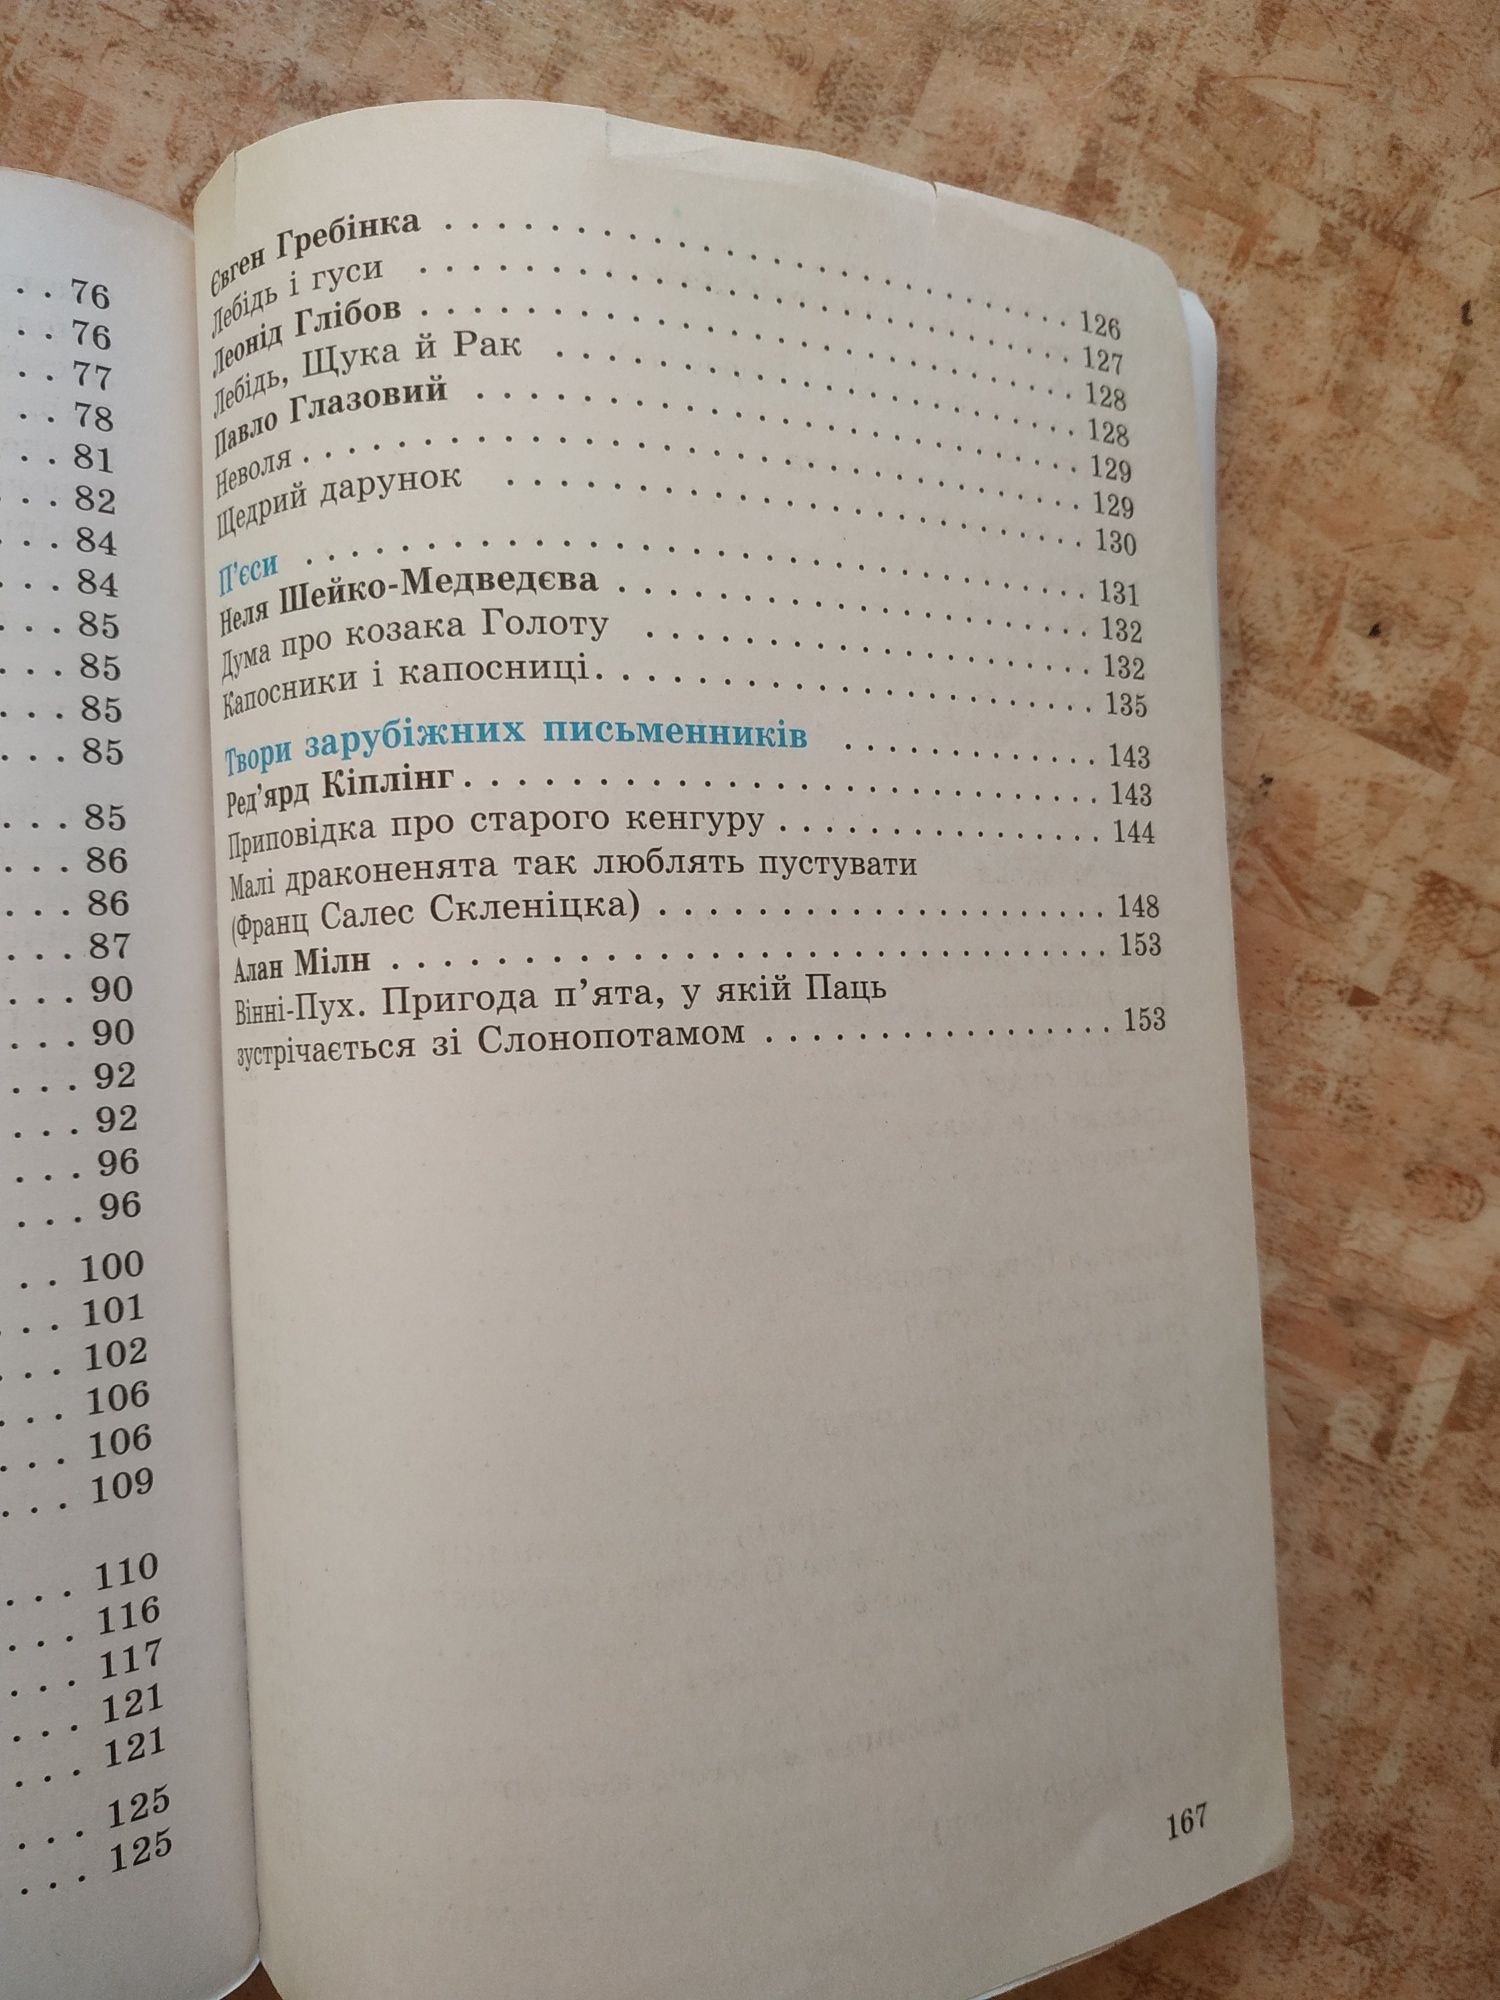 . . 76
. . 76
. . 77
. . 78
. . 81
. . 82
. . . 84
. . . 84
. . . 85
. . . 85
. . . 85
. . . 85
. . . 85
. . . 86
. . . 86
. . . 87
. . . 90
. . . 90
. . . 92
. . . 92
. . . 96
. . . 96
. . 100
. . . 101
. . . 102
. . . 106
. . . 106
. . . 109
. . . 110
. . . 116
. . . 117
. . . 121
. . . 121
. . . 125
. . . 125
Євген Гребінка . . . . . . . . . . . . . . . . . . . . . . . . . 126
Лебідь і гуси . . . . . . . . . . . . . . . . . . . . . . . . . 127
Леонід Глібов . . . . . . . . . . . . . . . . . . . . . . . . . 128
Лебідь, Щука й Рак . . . . . . . . . . . . . . . . . . . . 128
Павло Глазовий . . . . . . . . . . . . . . . . . . . . . . . 129
Неволя . . . . . . . . . . . . . . . . . . . . . . . . . . . . . 129
Щедрий дарунок . . . . . . . . . . . . . . . . . . . . . . 130
П’єси . . . . . . . . . . . . . . . . . . . . . . . . . . . . . . 131
Неля Шейко-Медведєва . . . . . . . . . . . . . . . . . . 132
Дума про козака Голоту . . . . . . . . . . . . . . . . . 132
Капосники і капосниці. . . . . . . . . . . . . . . . . . . 135
Твори зарубіжних письменників . . . . . . . . . . . 143
Ред’ярд Кіплінг . . . . . . . . . . . . . . . . . . . . . . . . 143
Приповідка про старого кенгуру . . . . . . . . . . . . 144
Малі драконенята так люблять пустувати
(Франц Салес Скленіцка) . . . . . . . . . . . . . . . . . 148
Алан Мілн . . . . . . . . . . . . . . . . . . . . . . . . . . . . 153
Вінні-Пух. Пригода п’ята, у якій Паць
зустрічається зі Слонопотамом . . . . . . . . . . . . . 153
167